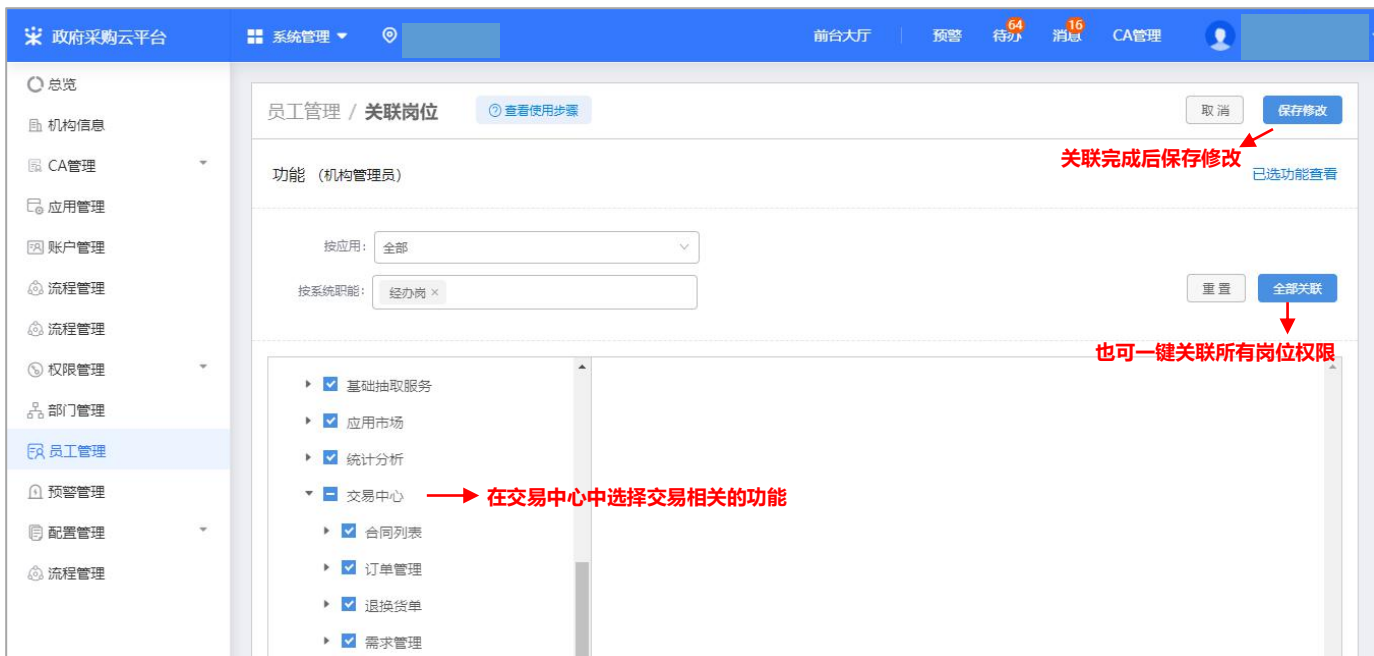 政府采购云平台
系统管理
前台大厅
预警
待办
64
消息
16
CA管理
总览
机构信息
CA管理
应用管理
账户管理
流程管理
流程管理
权限管理
部门管理
员工管理
预警管理
配置管理
流程管理
员工管理 / 关联岗位
查看使用步骤
取消
保存修改
关联完成后保存修改
功能 (机构管理员)
已选功能查看
按应用: 全部
按系统职能: 经办岗 ×
重置
全部关联
也可一键关联所有岗位权限
基础抽取服务
应用市场
统计分析
交易中心
在交易中心中选择交易相关的功能
合同列表
订单管理
退换货单
需求管理